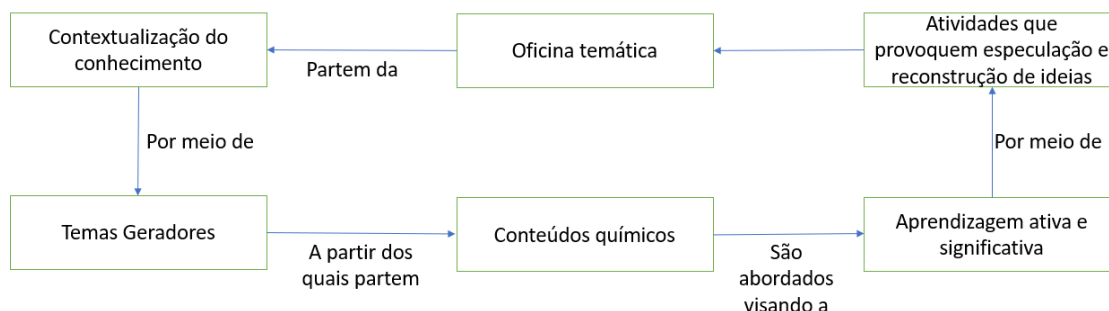 Contextualização do
conhecimento
Partem da
Oficina temática
Atividades que
provoquem especulação e
reconstrução de ideias
Por meio de
Por meio de
Temas Geradores
A partir dos
quais partem
Conteúdos químicos
São
abordados
visando a
Aprendizagem ativa e
significativa